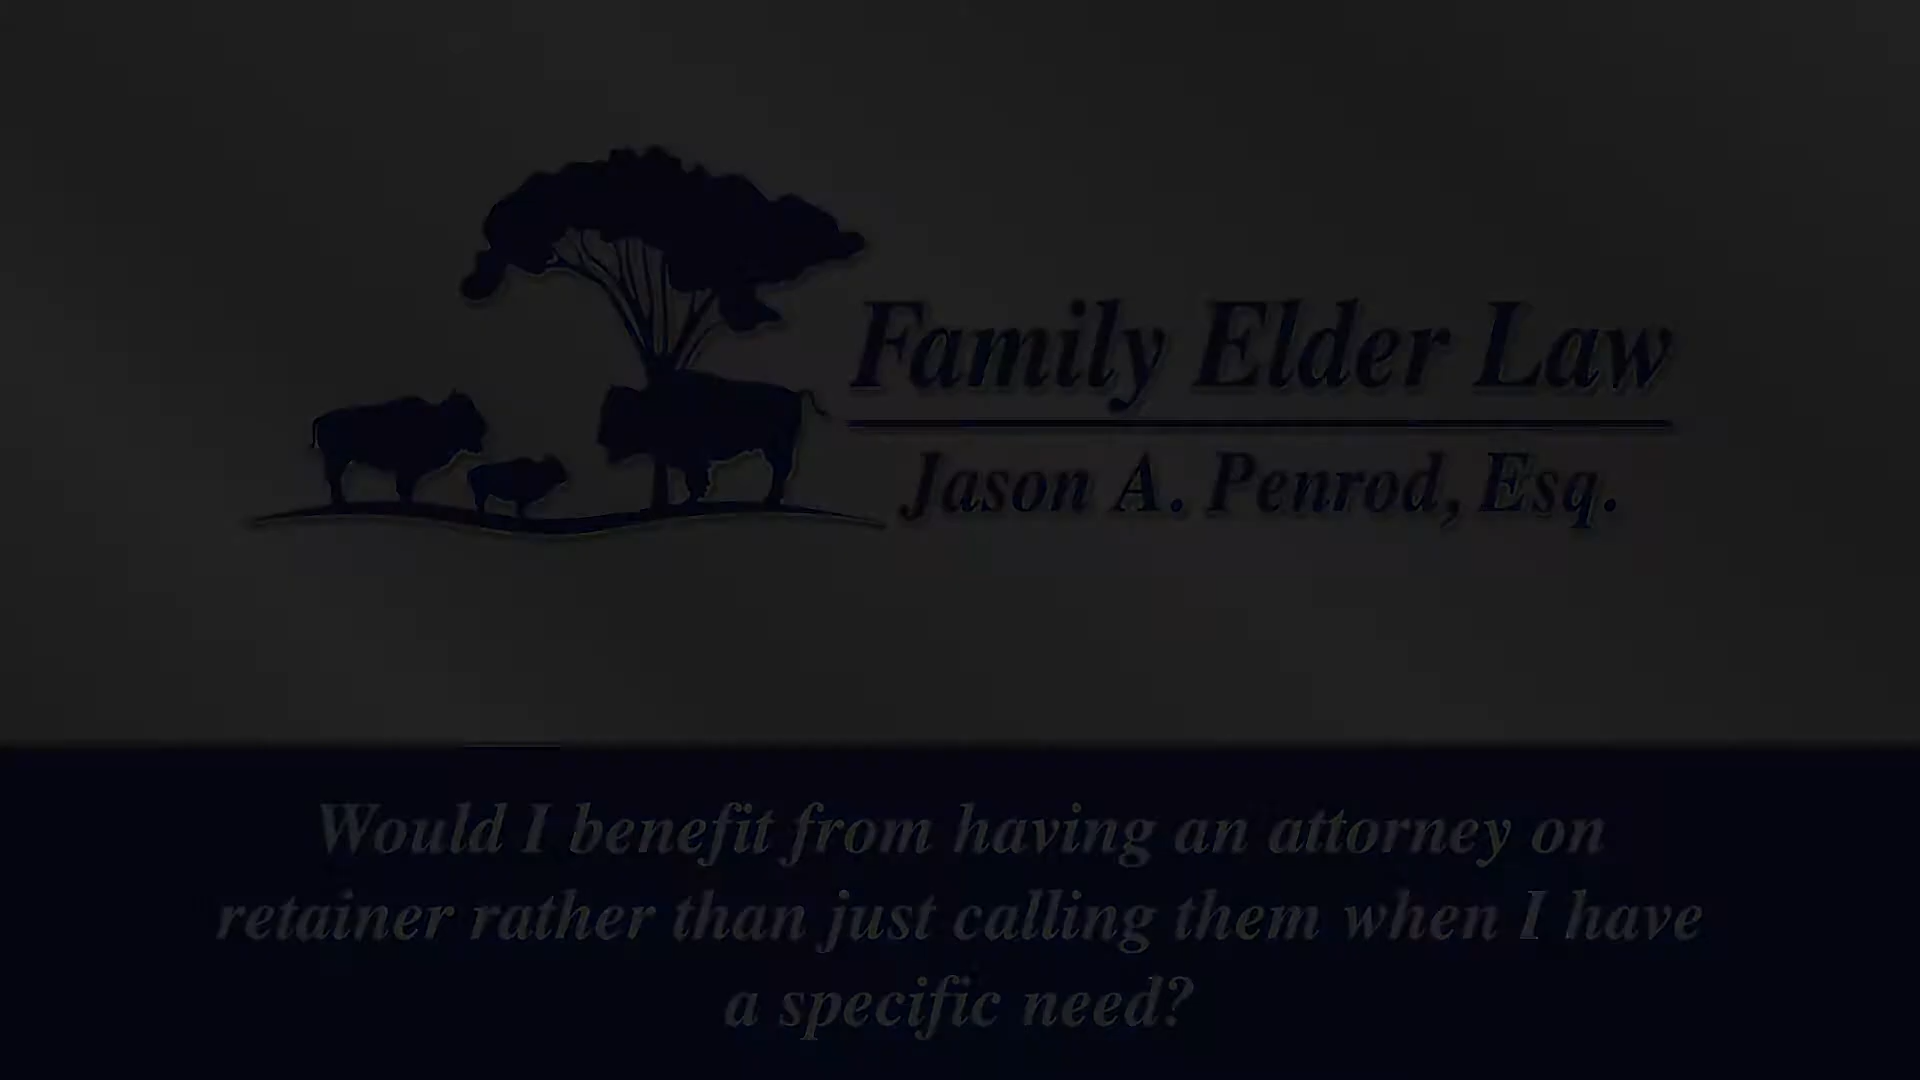 Family Elder Law
Jason A. Penrod, Esq.
Would I benefit from having an attorney on
retainer rather than just calling them when I have
a specific need?